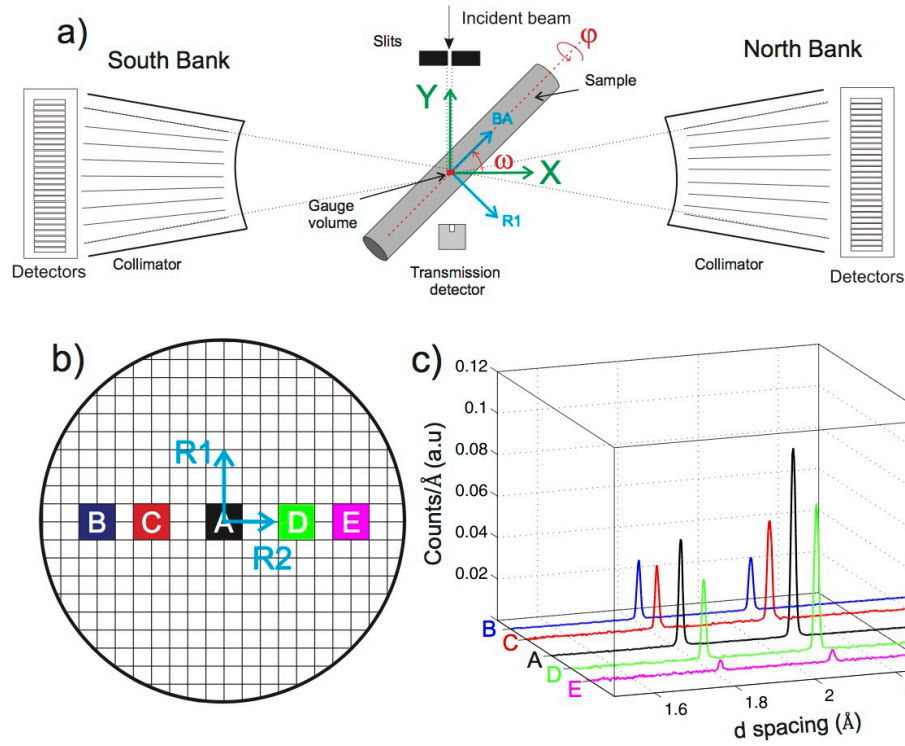 a)
Incident beam
Slits
φ
South Bank
North Bank
Sample
Y
BA
ω
X
Gauge
volume
R1
Detectors
Collimator
Transmission
detector
Collimator
Detectors
b)
R1
B C A D E
R2
c)
0.12
0.1
0.08
0.06
0.04
0.02
Counts/Å (a.u)
B
C
A
D
E
1.6
1.8
2
d spacing (Å)